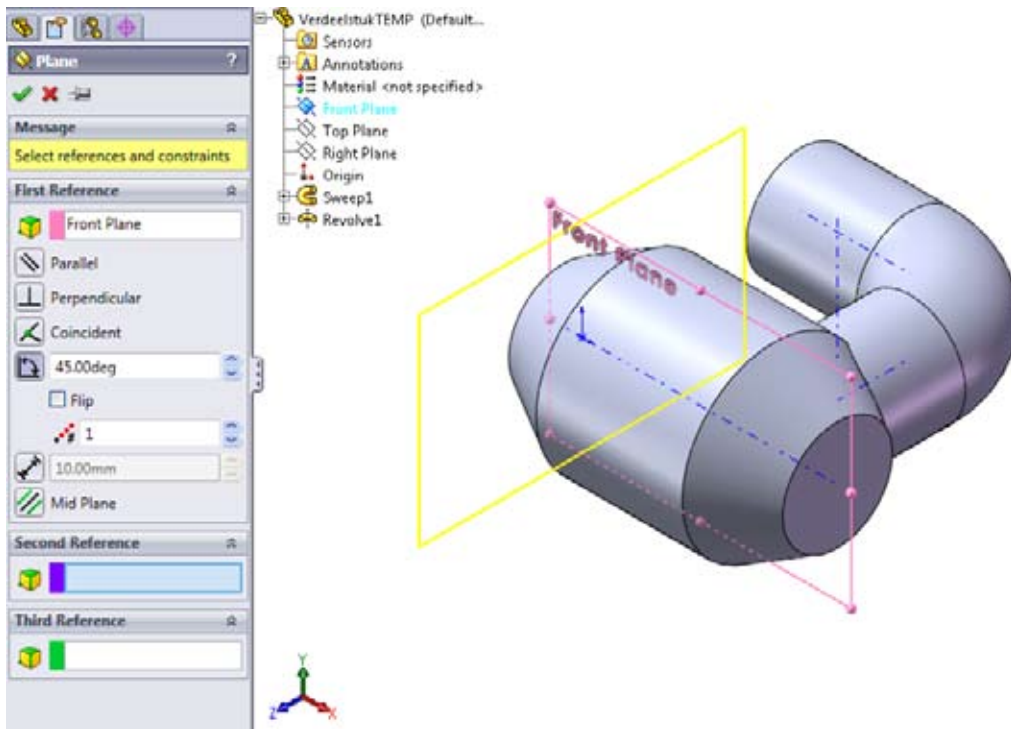 Plane ?
Message
Select references and constraints
First Reference
Front Plane
Parallel
Perpendicular
Coincident
45.00deg
Flip
1
10.00mm
Mid Plane
Second Reference
Third Reference
VerdeelstukTEMP (Default...
Sensors
A Annotations
Material <not specified>
Front Plane
Top Plane
Right Plane
Origin
Sweep1
Revolve1
Front Plane
Y
Z
X